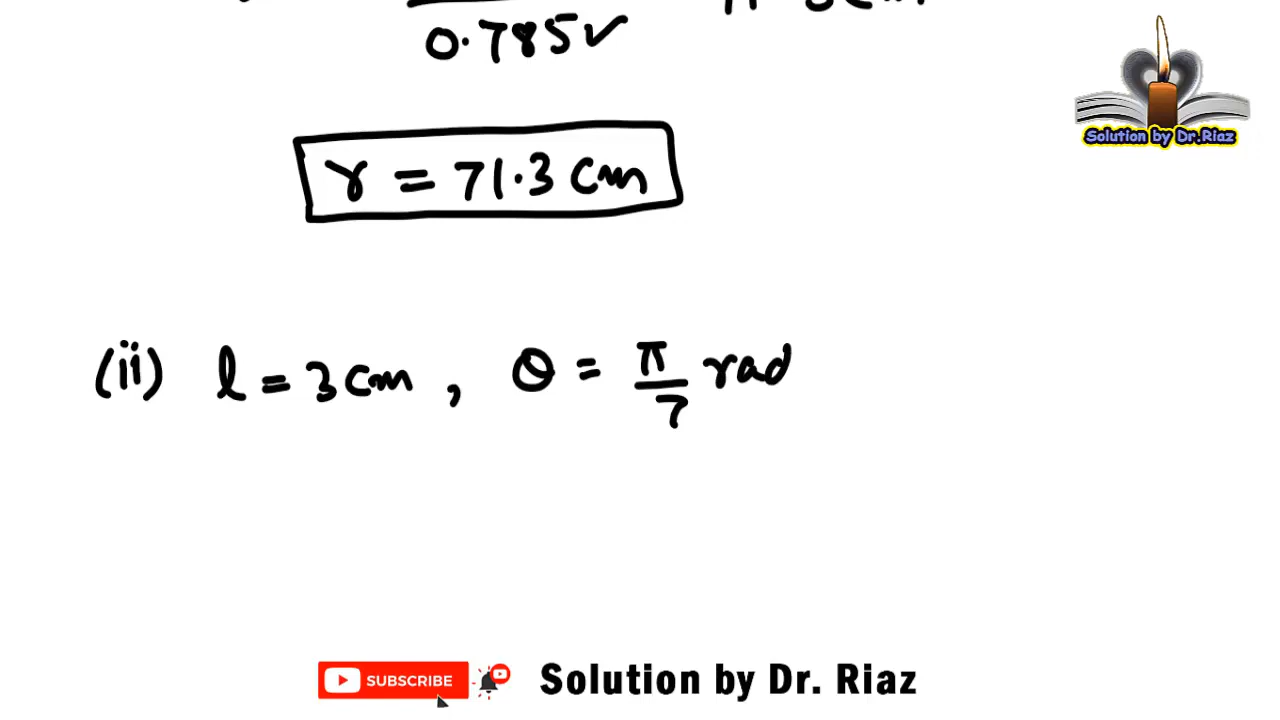 0.785✓
Solution by Dr.Riaz
r = 71.3 cm
(ii) l = 3 cm , θ = π/7 rad
SUBSCRIBE
Solution by Dr. Riaz